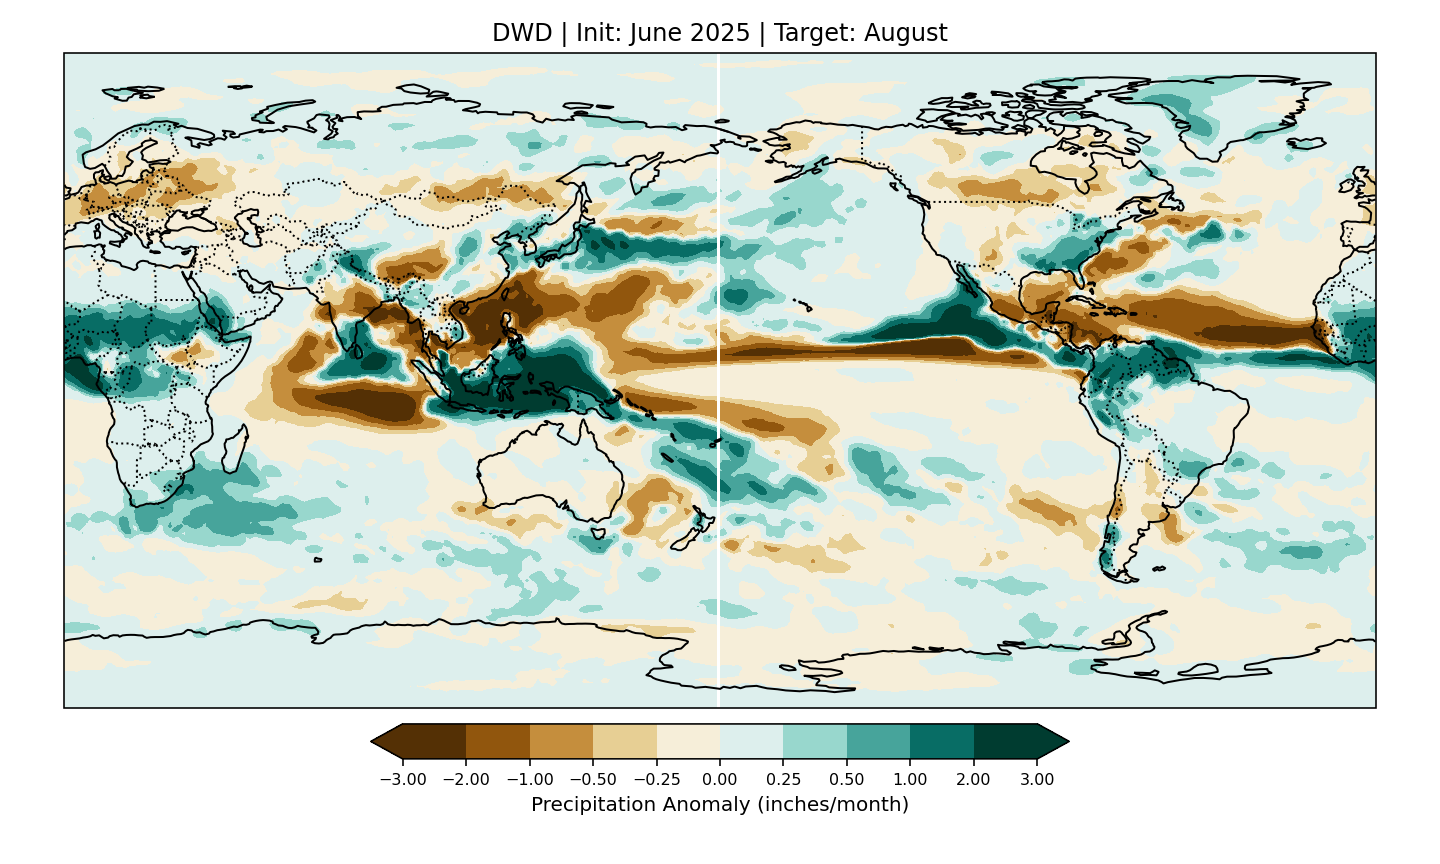 DWD | Init: June 2025 | Target: August
−3.00 −2.00 −1.00 −0.50 −0.25 0.00 0.25 0.50 1.00 2.00 3.00
Precipitation Anomaly (inches/month)